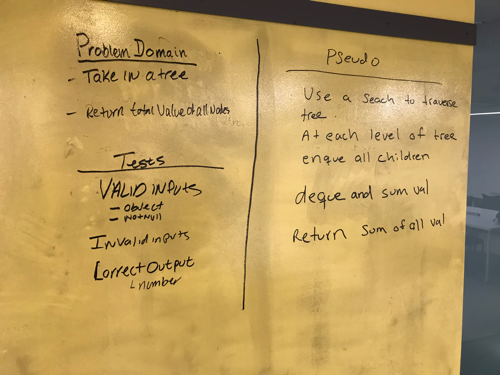 Problem Domain
- Take in a tree
- Return total value of all nodes
Tests
VALID inputs
- object
- Not Null
Invalid inputs
Correct Output
L number
Pseudo
Use a seach to traverse
tree.
At each level of tree
enque all children
deque and sum val
Return sum of all val